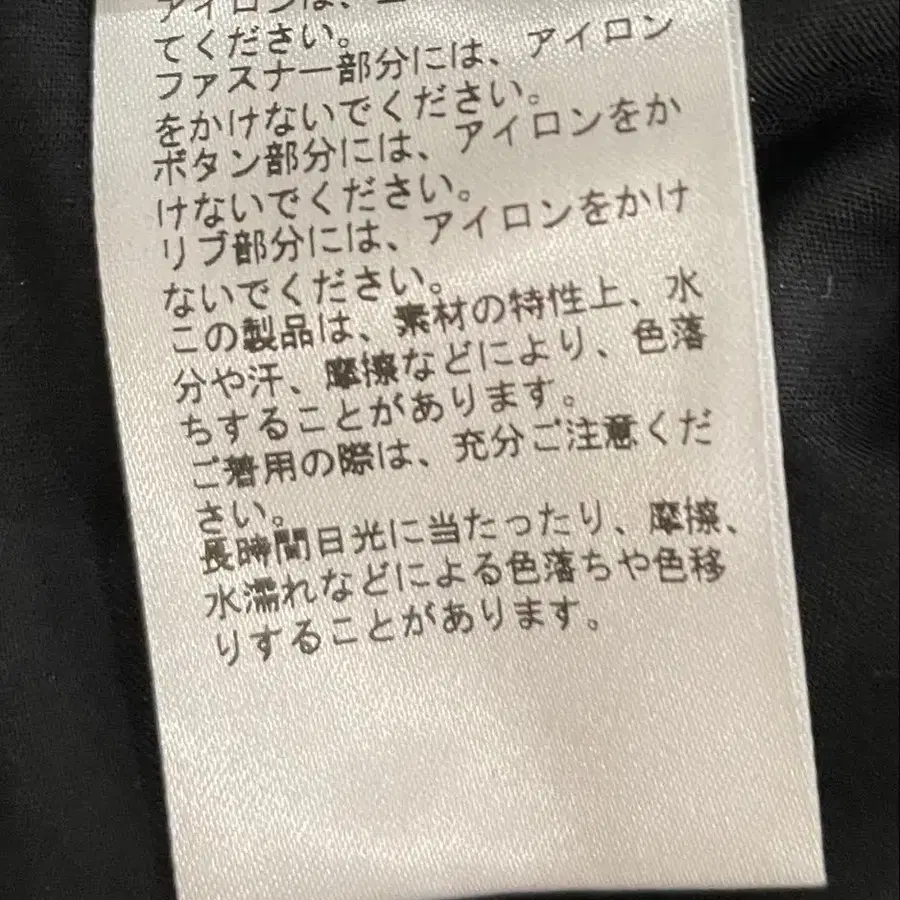 アイロンは、
てください。
ファスナー部分には、アイロン
をかけないでください。
ボタン部分には、アイロンをか
けないでください。
リブ部分には、アイロンをかけ
ないでください。
この製品は、素材の特性上、水
分や汗、摩擦などにより、色落
ちすることがあります。
ご着用の際は、充分ご注意くだ
さい。
長時間日光に当たったり、摩擦、
水濡れなどによる色落ちや色移
りすることがあります。